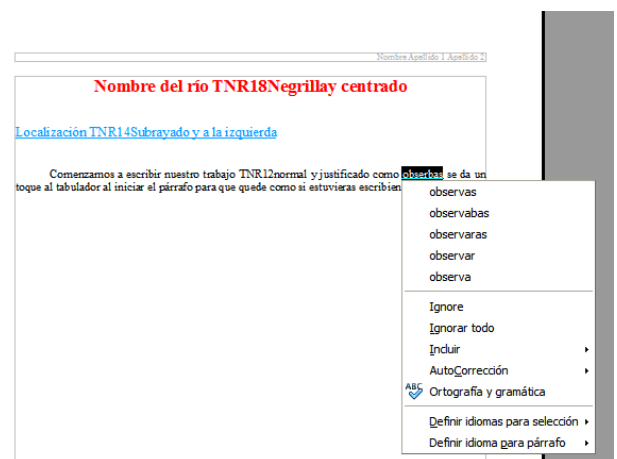 Nombre Apellido 1 Apellido 2
Nombre del río TNR18Negrillay centrado
Localización TNR14Subrayado y a la izquierda
Comenzamos a escribir nuestro trabajo TNR12normal y justificado como obserbas se da un
toque al tabulador al iniciar el párrafo para que quede como si estuvieras escribien
observas
observabas
observaras
observar
observa
Ignore
Ignorar todo
Incluir
AutoCorrección
ABC Ortografía y gramática
Definir idiomas para selección
Definir idioma para párrafo